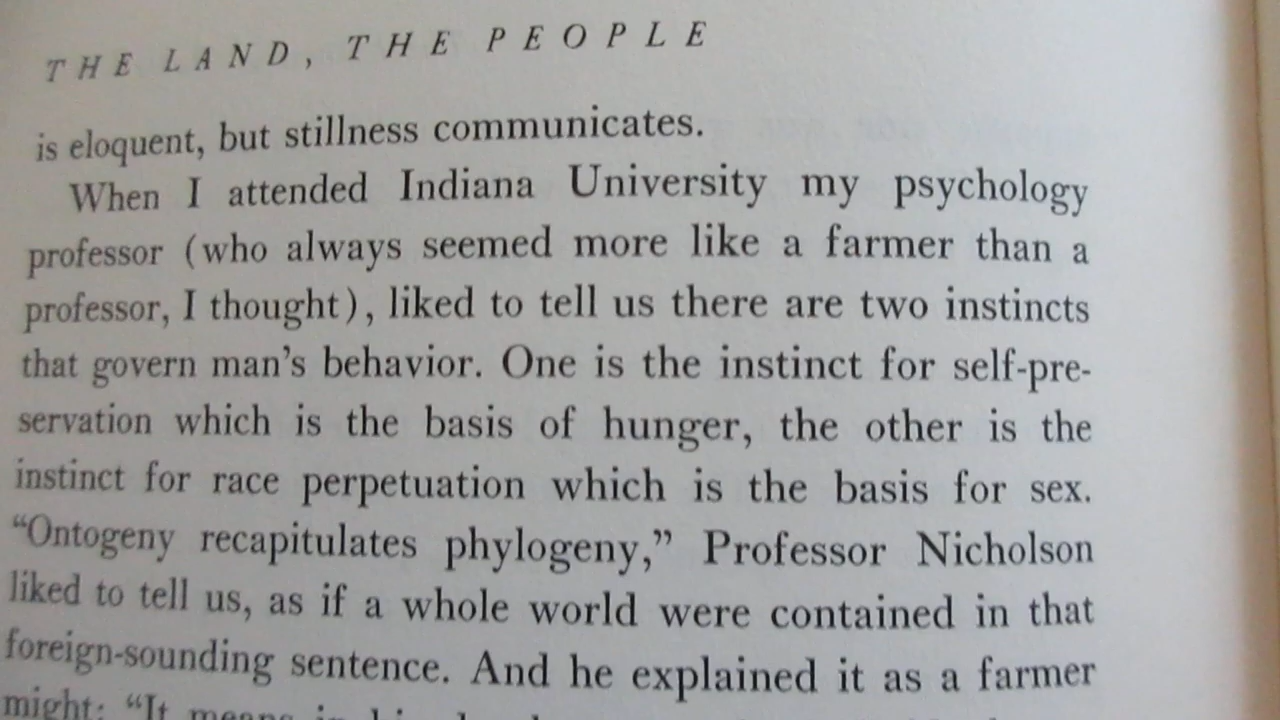 THE LAND, THE PEOPLE
is eloquent, but stillness communicates.
When I attended Indiana University my psychology
professor (who always seemed more like a farmer than a
professor, I thought), liked to tell us there are two instincts
that govern man's behavior. One is the instinct for self-pre-
servation which is the basis of hunger, the other is the
instinct for race perpetuation which is the basis for sex.
“Ontogeny recapitulates phylogeny,” Professor Nicholson
liked to tell us, as if a whole world were contained in that
foreign-sounding sentence. And he explained it as a farmer
might: “It means in